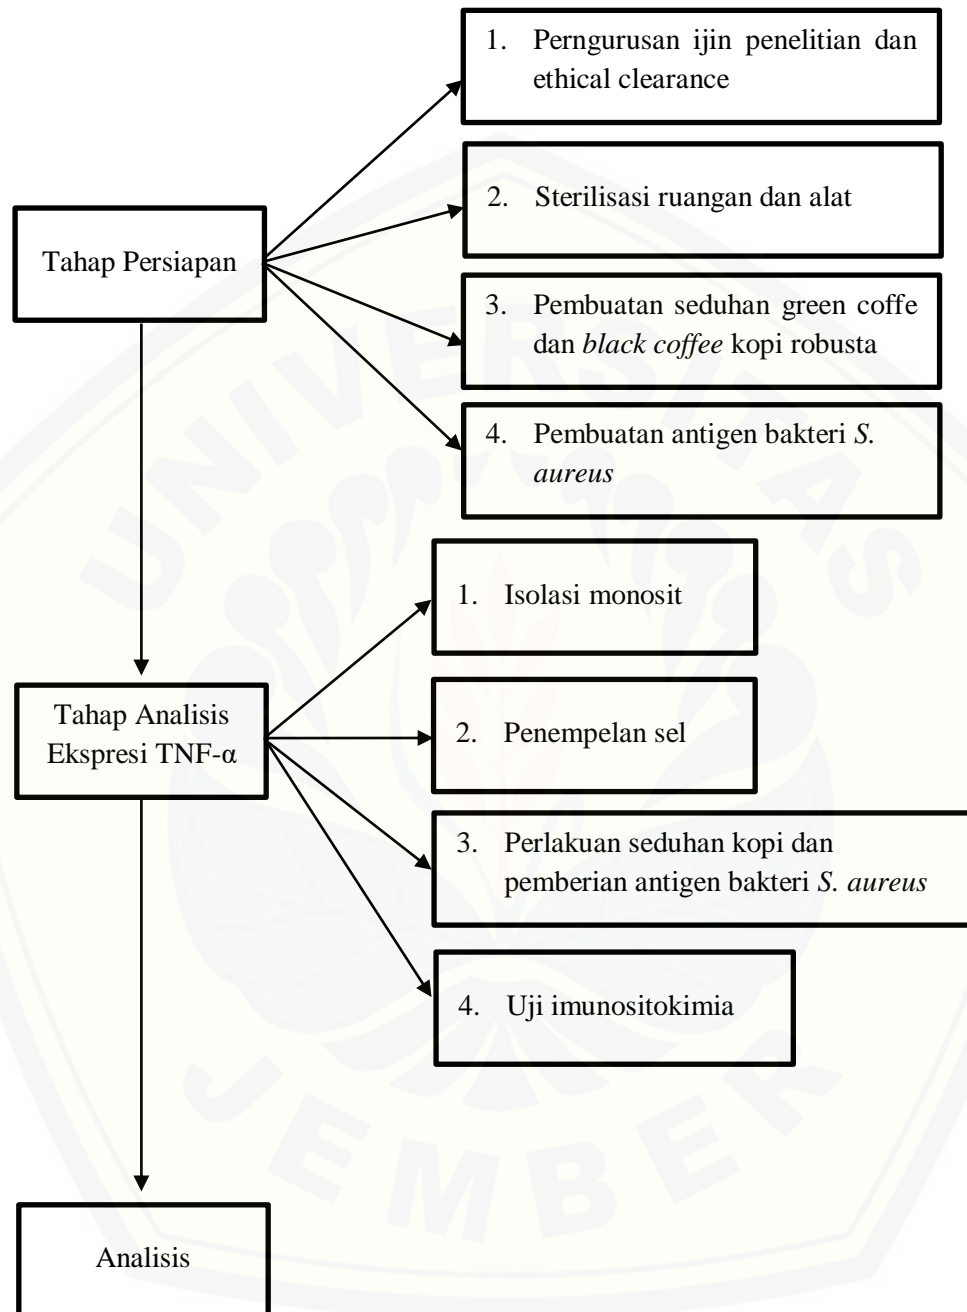 1. Perngurusan ijin penelitian dan
ethical clearance
2. Sterilisasi ruangan dan alat
Tahap Persiapan
3. Pembuatan seduhan green coffe
dan black coffee kopi robusta
4. Pembuatan antigen bakteri S.
aureus
1. Isolasi monosit
Tahap Analisis
Ekspresi TNF-α
2. Penempelan sel
3. Perlakuan seduhan kopi dan
pemberian antigen bakteri S. aureus
4. Uji imunositokimia
Analisis
UNIVERSITAS
JEMBER